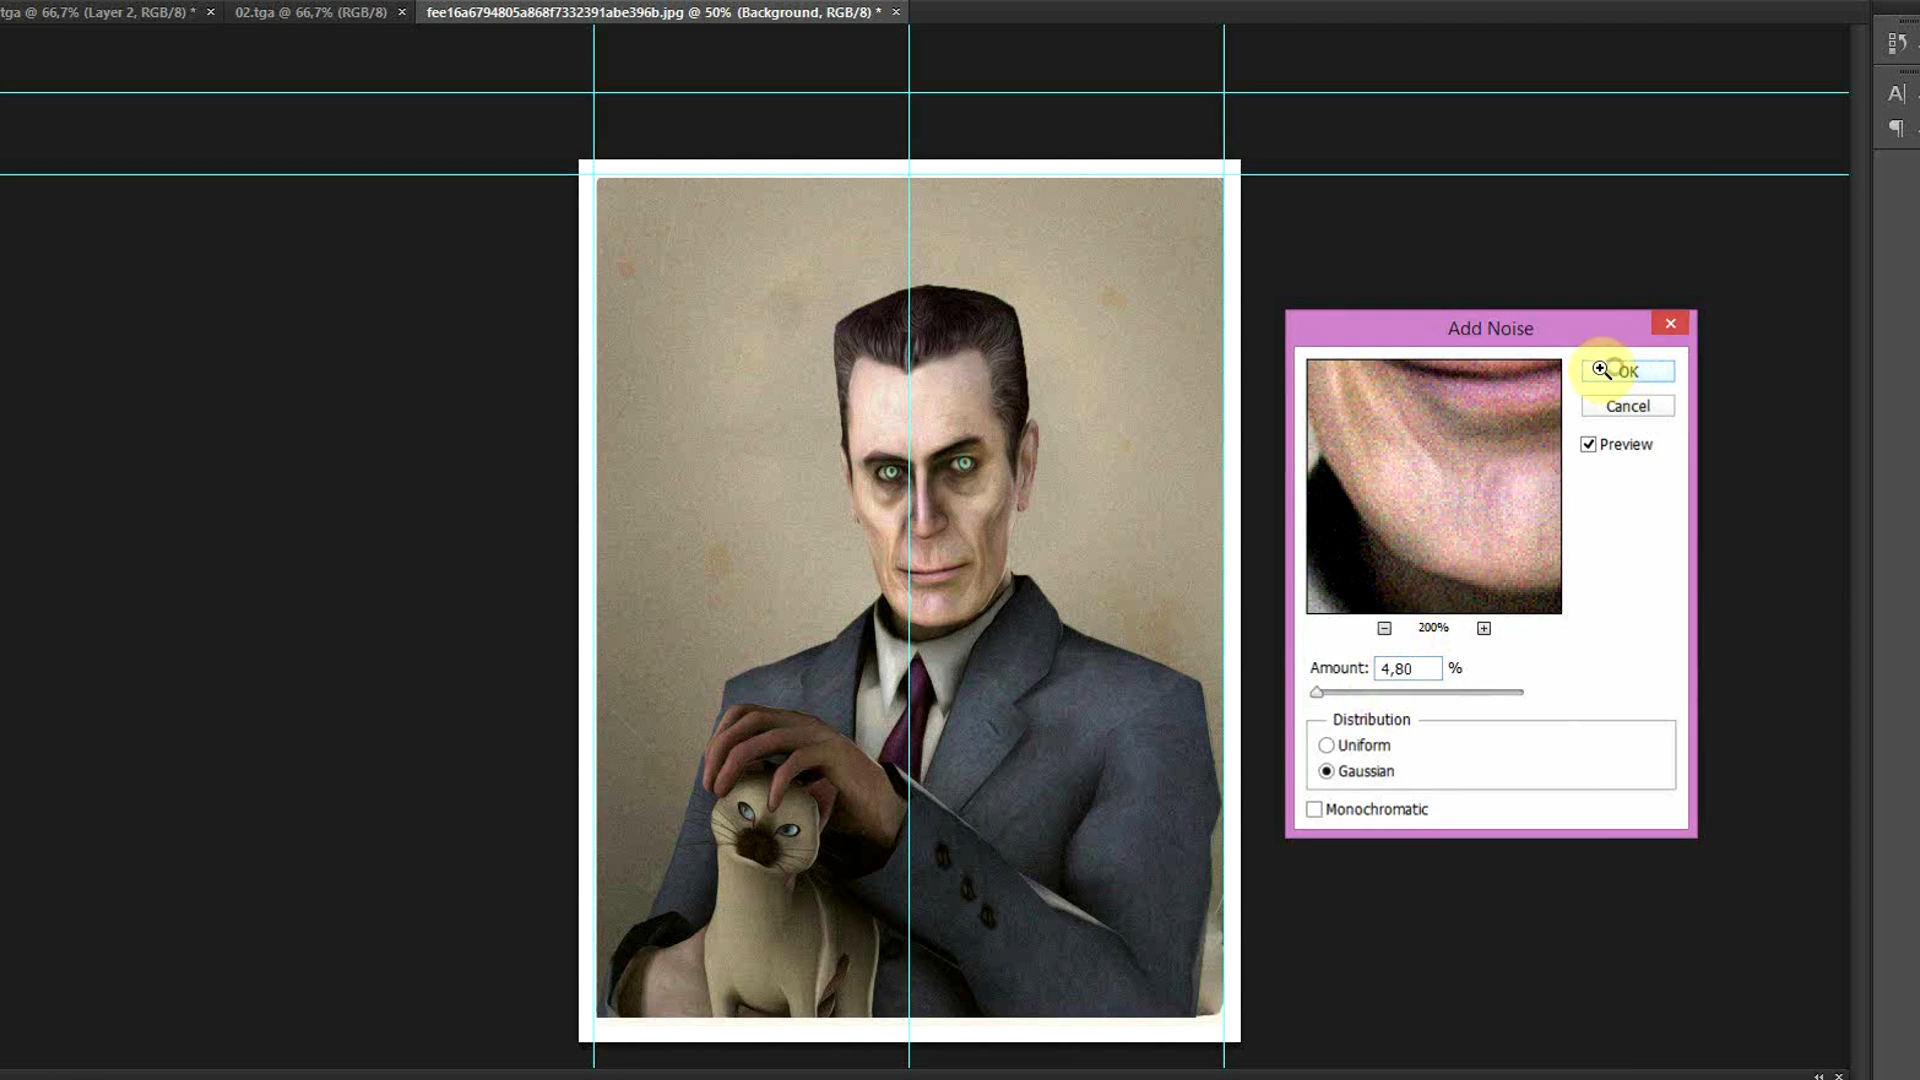 tga @ 66,7% (Layer 2, RGB/8) * ×
02.tga @ 66,7% (RGB/8) ×
fee16a6794805a868f7332391abe396b.jpg @ 50% (Background, RGB/8) * ×
Add Noise
OK
Cancel
Preview
200%
Amount: 4,80 %
Distribution
Uniform
Gaussian
Monochromatic